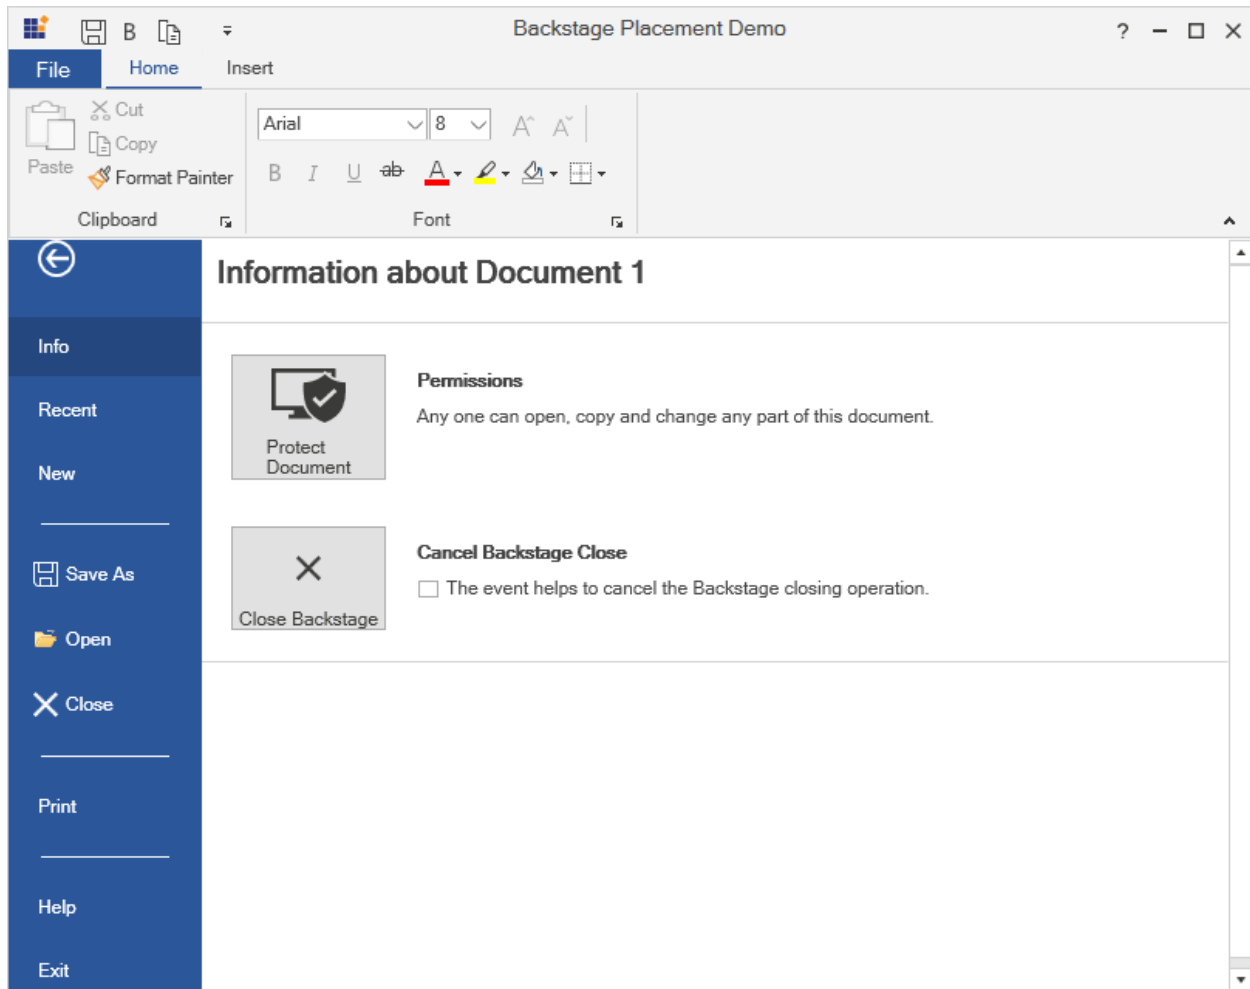 B
Backstage Placement Demo
?
File Home Insert
Cut
Copy
Paste
Format Painter
Clipboard
Arial 8 A A
B I U ab A
Font
Information about Document 1
Info
Recent
New
Save As
Open
Close
Print
Help
Exit
Protect
Document
Permissions
Any one can open, copy and change any part of this document.
Close Backstage
Cancel Backstage Close
The event helps to cancel the Backstage closing operation.